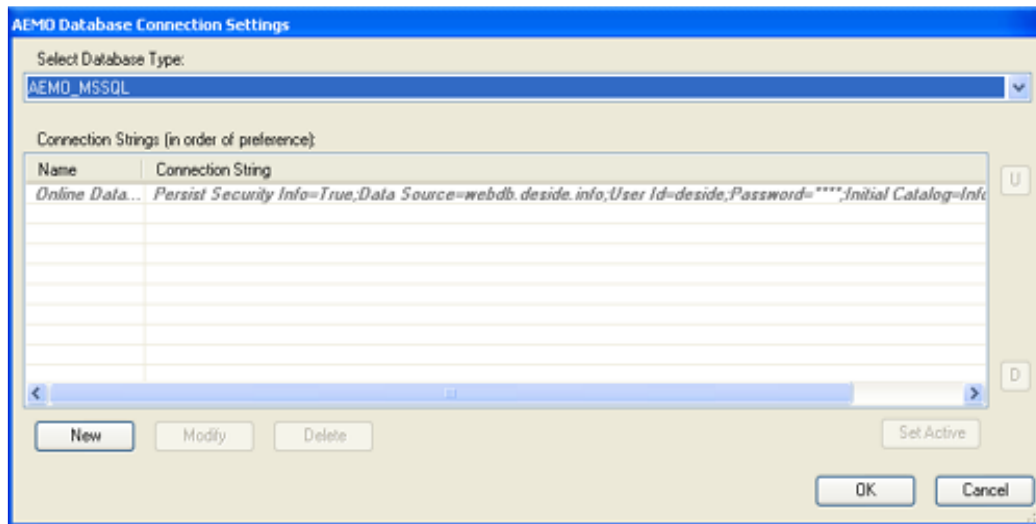 AEMO Database Connection Settings
Select Database Type:
AEMO_MSSQL
Connection Strings (in order of preference):
Name Connection String
Online Data... Persist Security Info=True;Data Source=webdb.deside.info;User Id=deside;Password="****";Initial Catalog=Info
U
D
New Modify Delete Set Active
OK Cancel